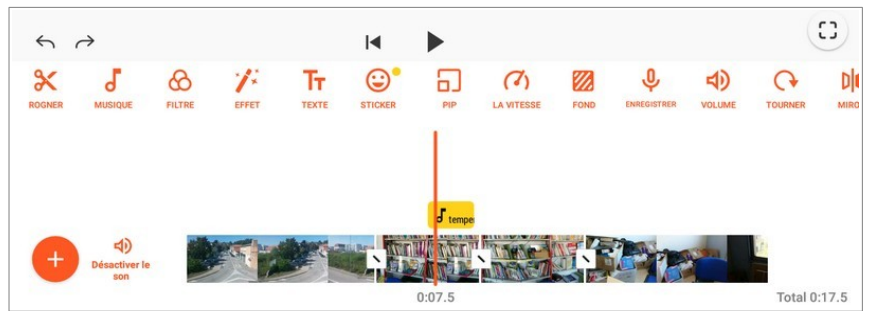 ROGNER MUSIQUE FILTRE EFFET TEXTE STICKER PIP LA VITESSE FOND ENREGISTRER VOLUME TOURNER MIRO
tempe
Désactiver le
son
0:07.5 Total 0:17.5